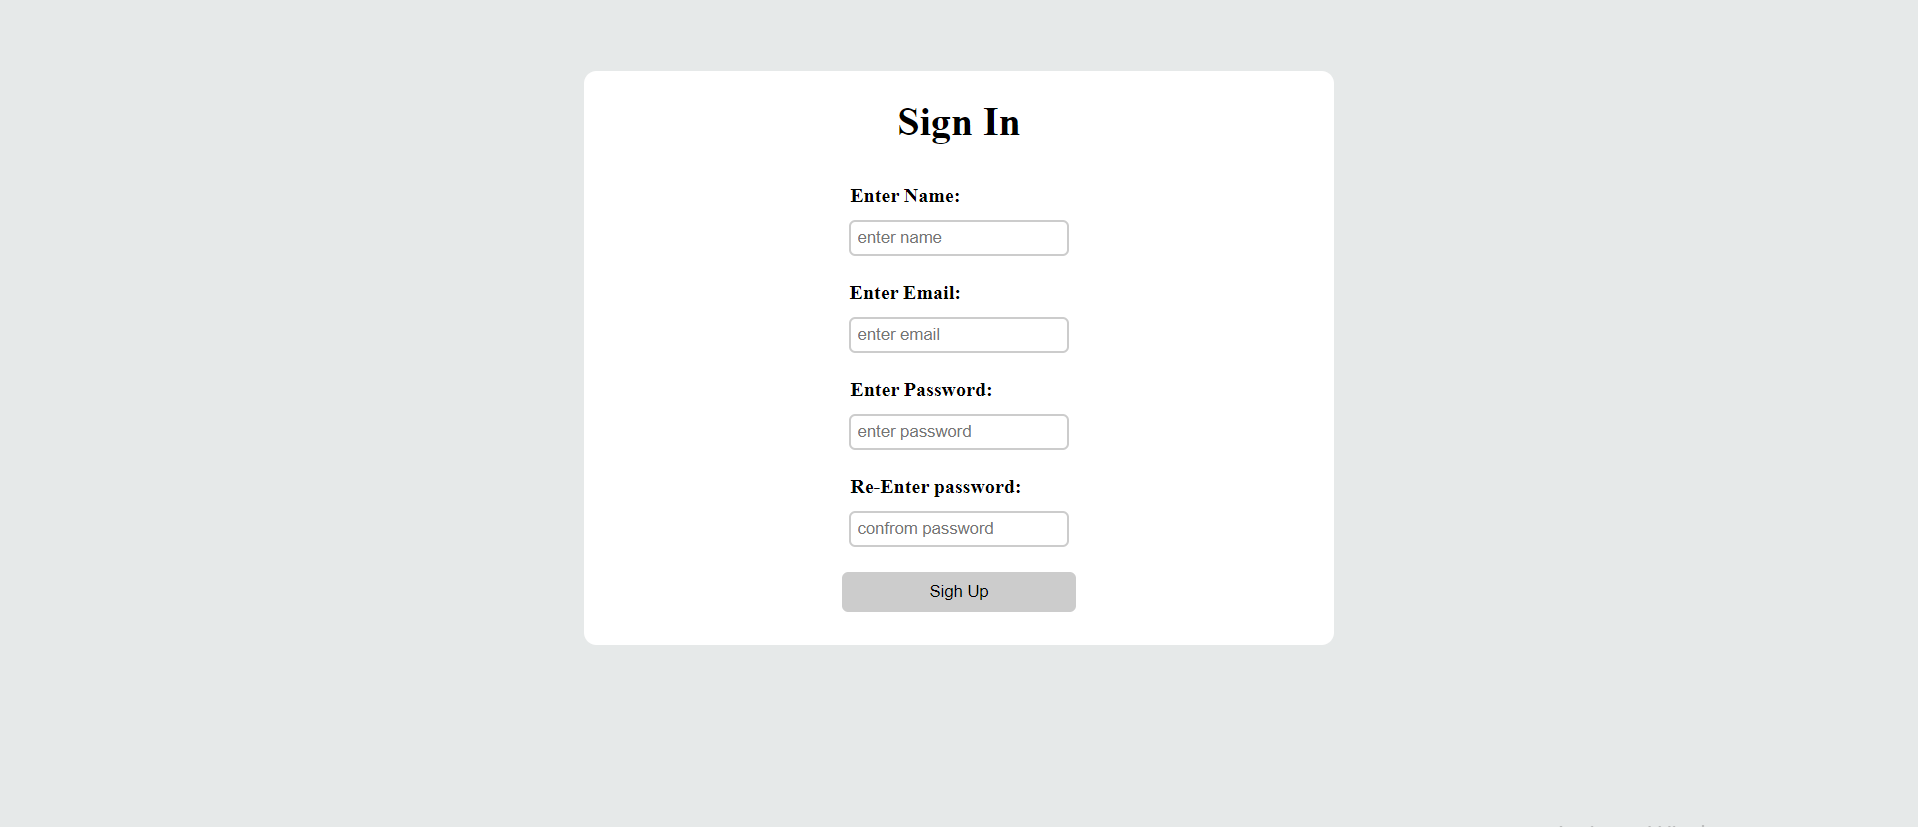 Sign In
Enter Name:
enter name
Enter Email:
enter email
Enter Password:
enter password
Re-Enter password:
confrom password
Sigh Up